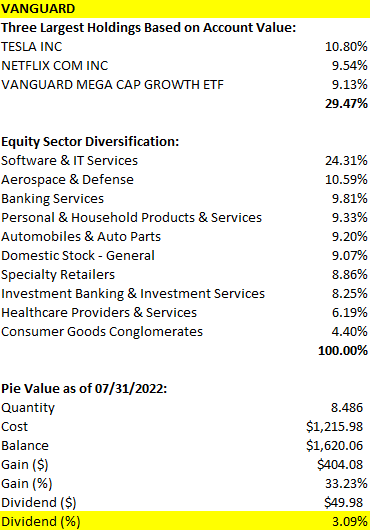 VANGUARD
Three Largest Holdings Based on Account Value:
TESLA INC 10.80%
NETFLIX COM INC 9.54%
VANGUARD MEGA CAP GROWTH ETF 9.13%
29.47%
Equity Sector Diversification:
Software & IT Services 24.31%
Aerospace & Defense 10.59%
Banking Services 9.81%
Personal & Household Products & Services 9.33%
Automobiles & Auto Parts 9.20%
Domestic Stock - General 9.07%
Specialty Retailers 8.86%
Investment Banking & Investment Services 8.25%
Healthcare Providers & Services 6.19%
Consumer Goods Conglomerates 4.40%
100.00%
Pie Value as of 07/31/2022:
Quantity 8.486
Cost $1,215.98
Balance $1,620.06
Gain ($) $404.08
Gain (%) 33.23%
Dividend ($) $49.98
Dividend (%) 3.09%